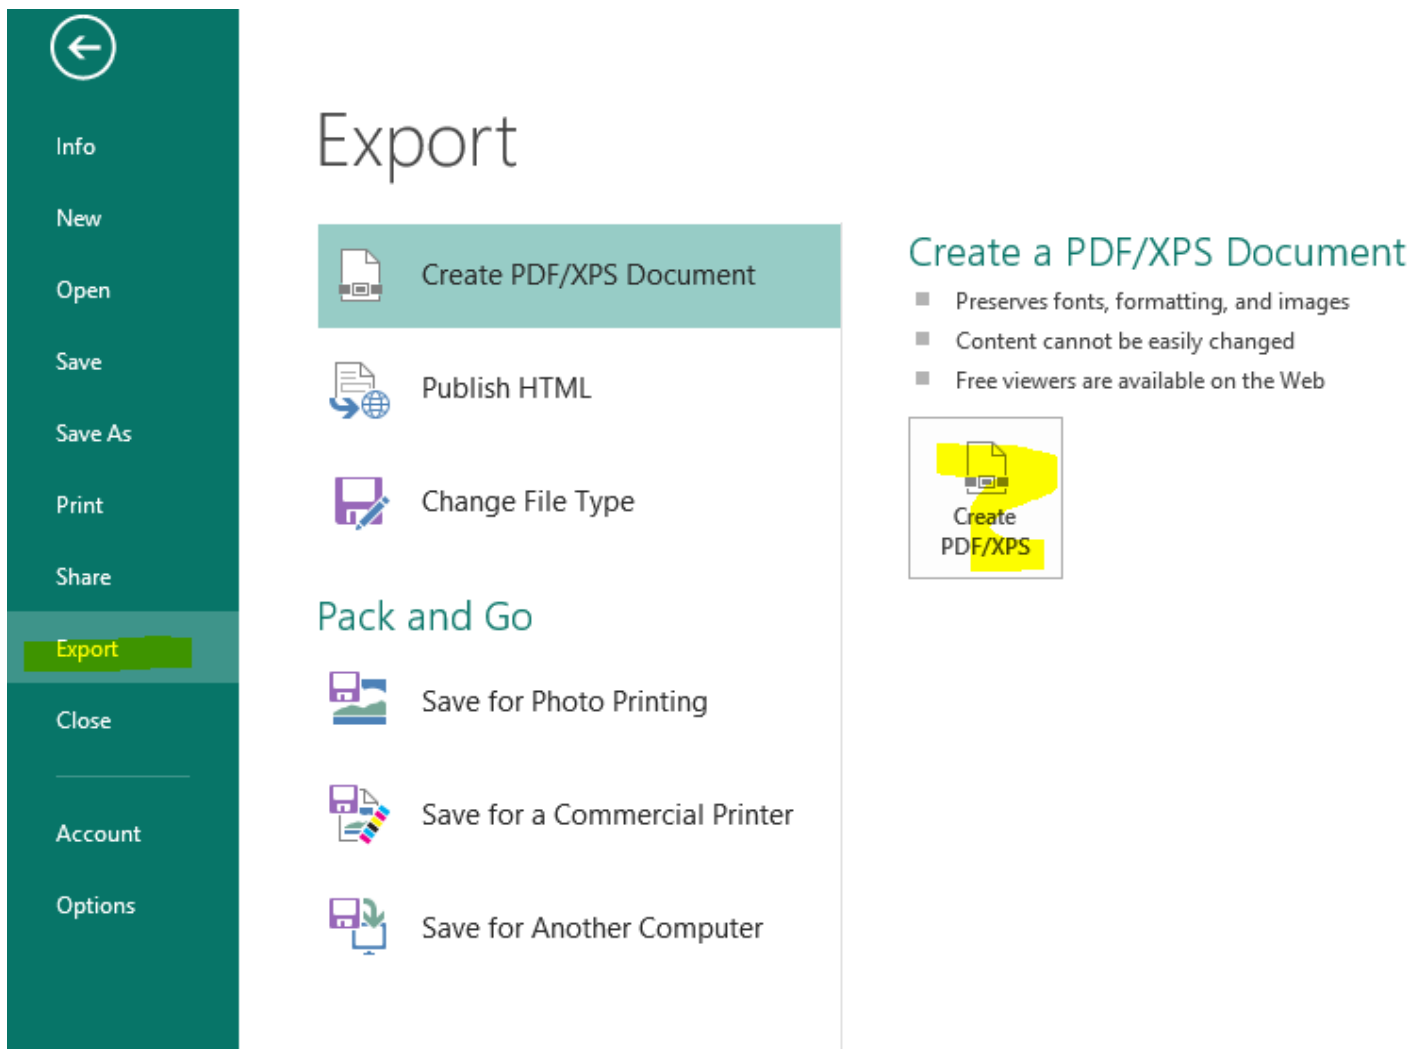 Info
New
Open
Save
Save As
Print
Share
Export
Close
Account
Options
Export
Create PDF/XPS Document
Publish HTML
Change File Type
Pack and Go
Save for Photo Printing
Save for a Commercial Printer
Save for Another Computer
Create a PDF/XPS Document
Preserves fonts, formatting, and images
Content cannot be easily changed
Free viewers are available on the Web
Create
PDF/XPS